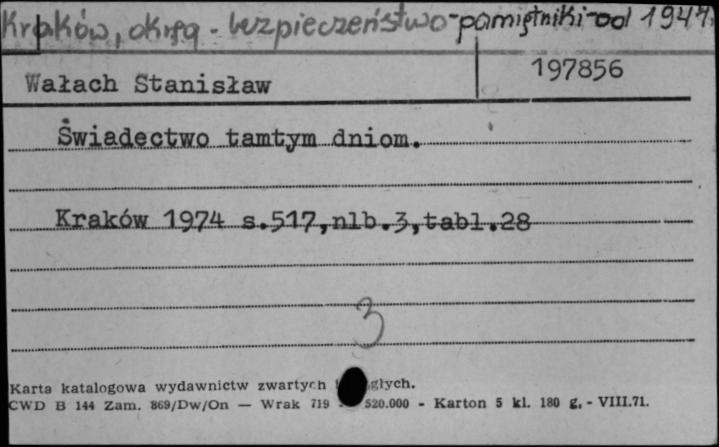 Kraków, okręg - bezpieczeństwo - pamiętniki - od 1944
Wałach Stanisław
197856
Świadectwo tamtym dniom.
Kraków 1974 s.517,nlb.3,tabl.28
3
Karta katalogowa wydawnictw zwartych głych.
CWD B 144 Zam. 869/Dw/On — Wrak 719 520.000 - Karton 5 kl. 180 g. - VIII.71.